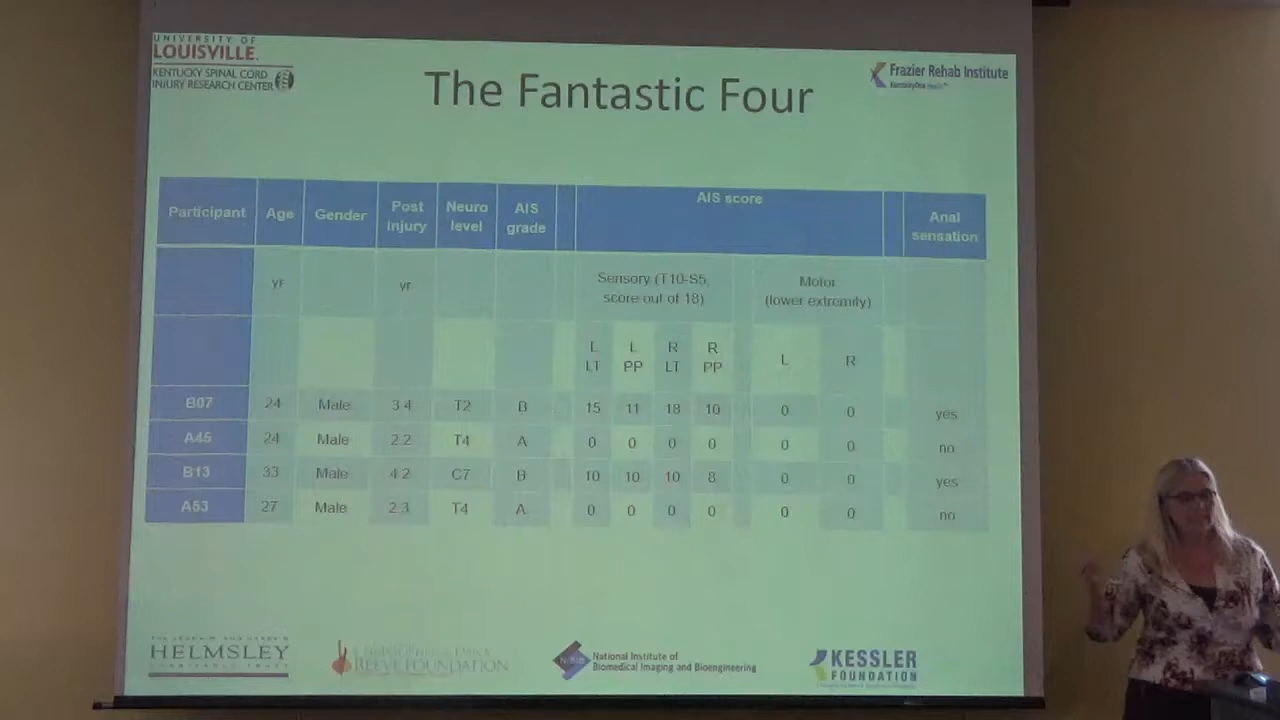 UNIVERSITY OF
LOUISVILLE.
KENTUCKY SPINAL CORD
INJURY RESEARCH CENTER
The Fantastic Four
Frazier Rehab Institute
Participant Age Gender Post Injury Neuro level AIS grade AIS score Anal sensation
yr yr Sensory (T10-S5, score out of 18) Motor (lower extremity)
L LT L PP R LT R PP L R
B07 24 Male 3.4 T2 B 15 11 18 10 0 0 yes
A45 24 Male 2.2 T4 A 0 0 0 0 0 0 no
B13 33 Male 4.2 C7 B 10 10 10 8 0 0 yes
A53 27 Male 2.3 T4 A 0 0 0 0 0 0 no
HELMSLEY
CHARITABLE TRUST
REEVE FOUNDATION
National Institute of
Biomedical Imaging and Bioengineering
KESSLER
FOUNDATION